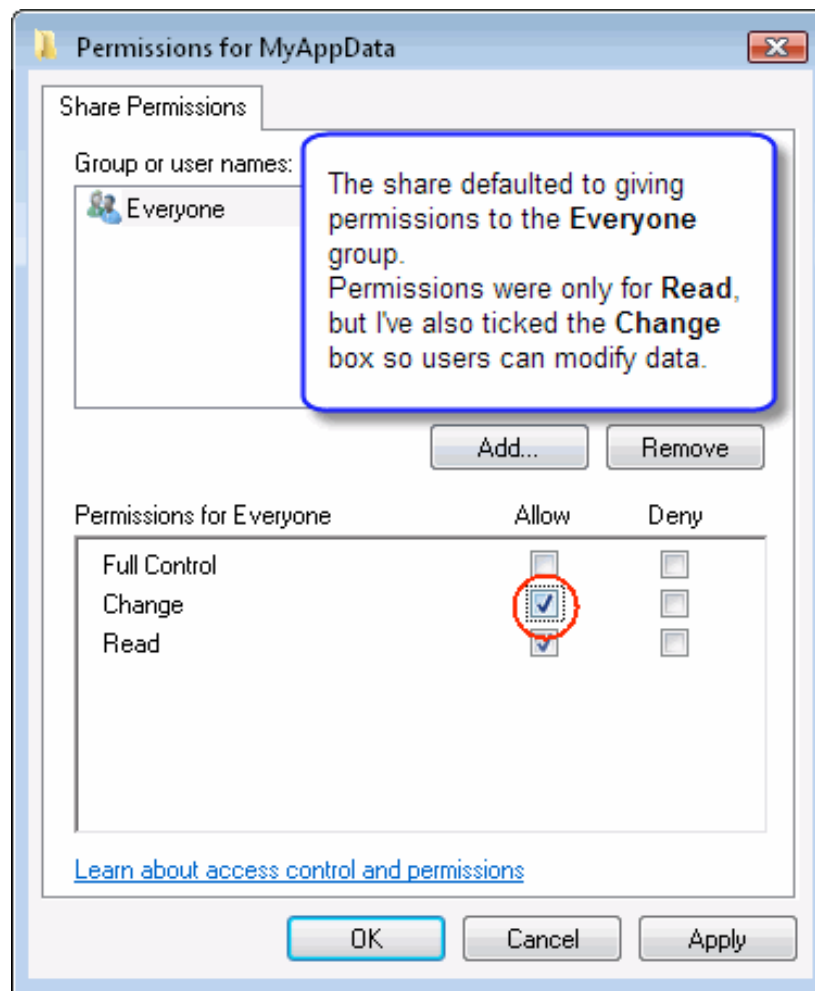 Permissions for MyAppData
Share Permissions
Group or user names:
Everyone
The share defaulted to giving
permissions to the Everyone
group.
Permissions were only for Read,
but I've also ticked the Change
box so users can modify data.
Add...
Remove
Permissions for Everyone Allow Deny
Full Control
Change
Read
Learn about access control and permissions
OK Cancel Apply